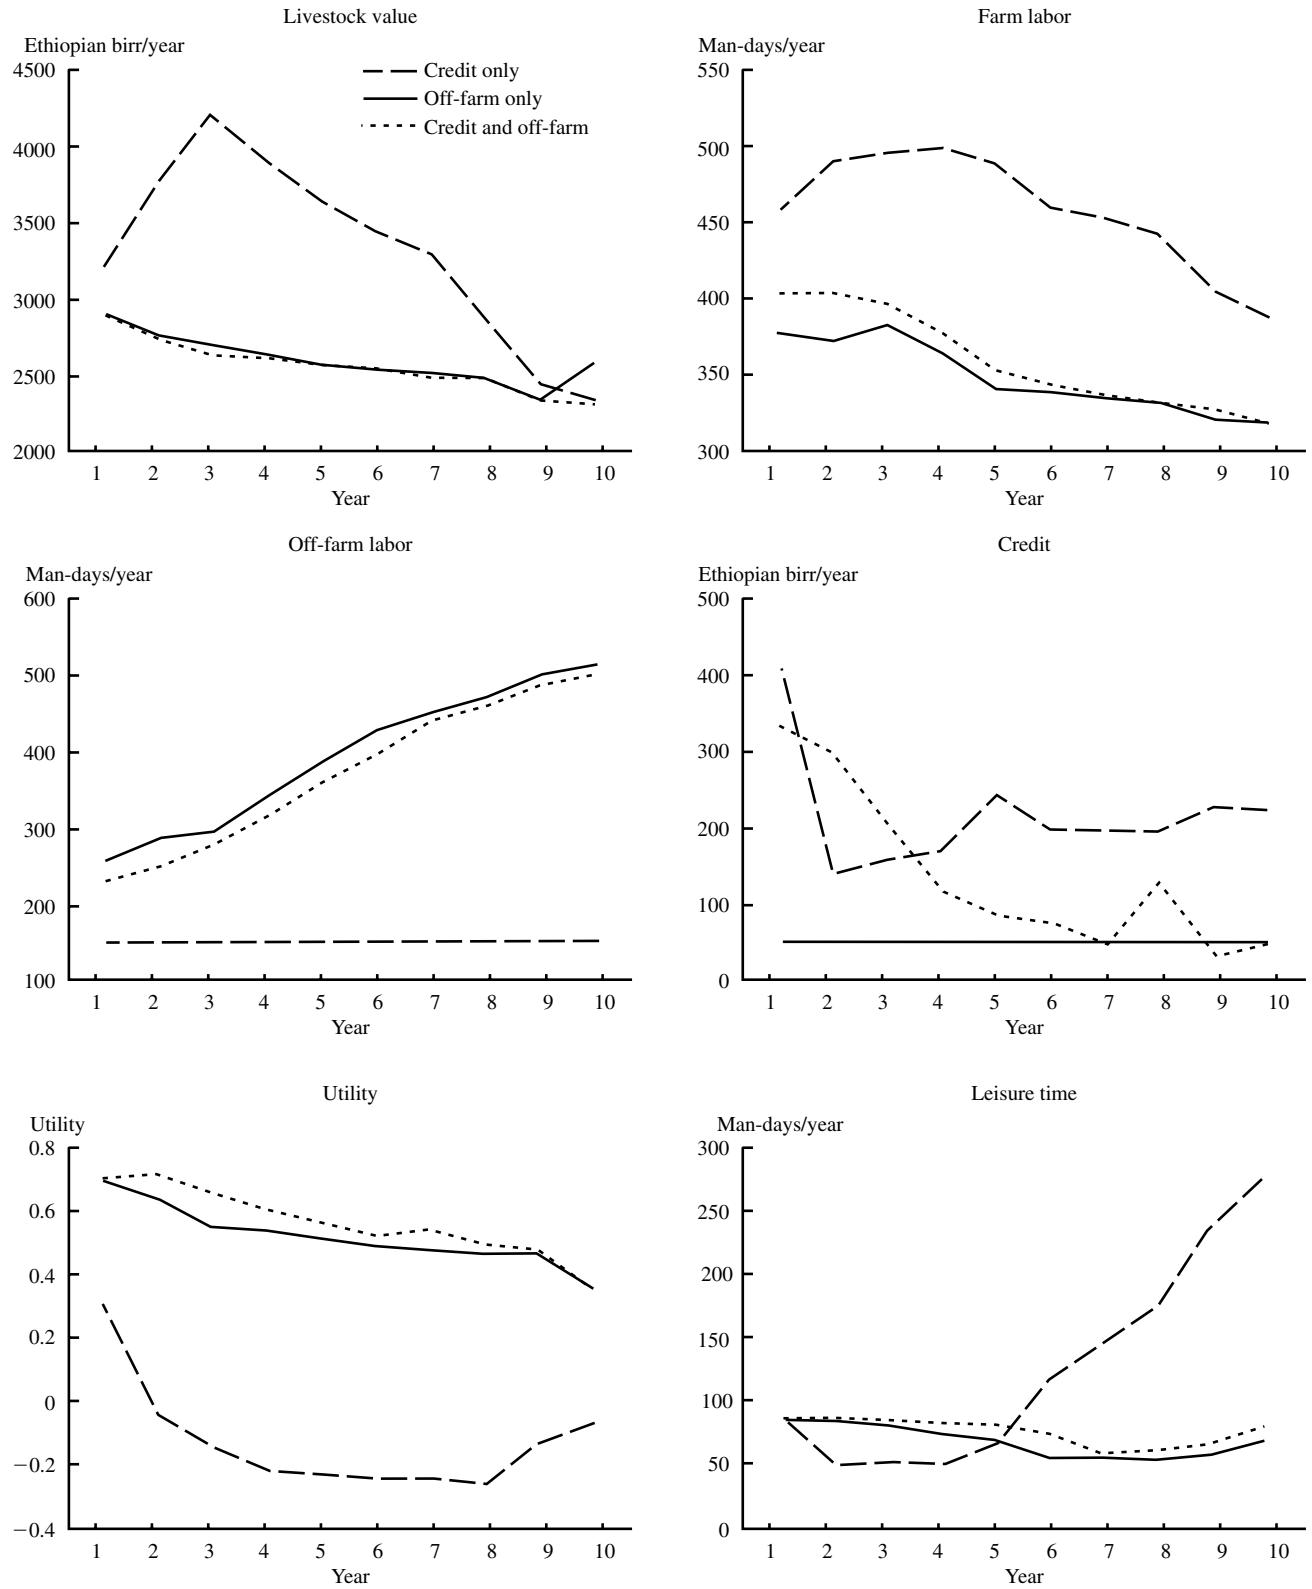 Livestock value
Ethiopian birr/year
4500
4000
3500
3000
2500
2000
Credit only
Off-farm only
Credit and off-farm
1 2 3 4 5 6 7 8 9 10
Year
Farm labor
Man-days/year
550
500
450
400
350
300
1 2 3 4 5 6 7 8 9 10
Year
Off-farm labor
Man-days/year
600
500
400
300
200
100
1 2 3 4 5 6 7 8 9 10
Year
Credit
Ethiopian birr/year
500
400
300
200
100
0
1 2 3 4 5 6 7 8 9 10
Year
Utility
Utility
0.8
0.6
0.4
0.2
0
−0.2
−0.4
1 2 3 4 5 6 7 8 9 10
Year
Leisure time
Man-days/year
300
250
200
150
100
50
0
1 2 3 4 5 6 7 8 9 10
Year